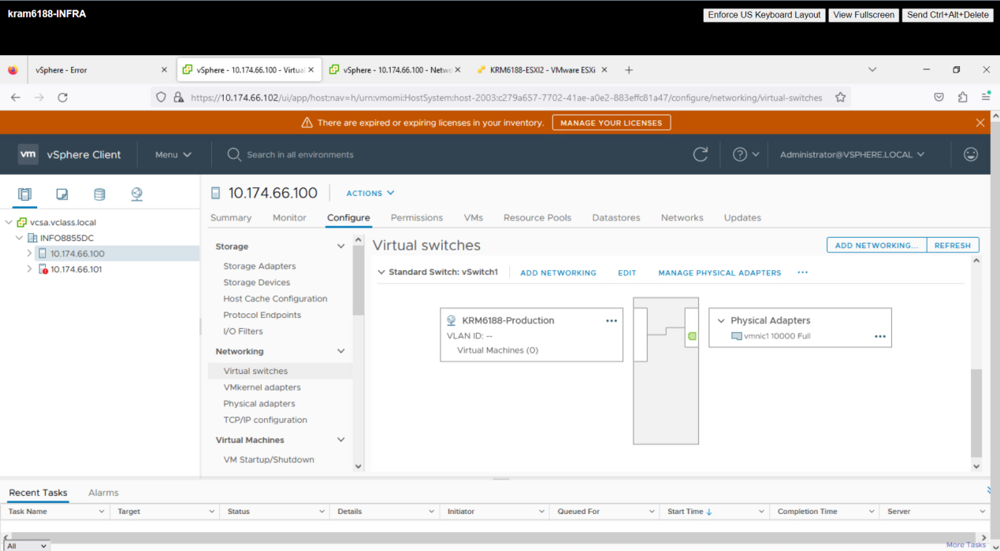 kram6188-INFRA
Enforce US Keyboard Layout View Fullscreen Send Ctrl+Alt+Delete
vSphere - Error vSphere - 10.174.66.100 - Virtual vSphere - 10.174.66.100 - Netwo KRM6188-ESXI2 - VMware ESXi
https://10.174.66.102/ui/app/host;nav=h/urn:vmomi:HostSystem:host-2003:c279a657-7702-41ae-a0e2-883effc81a47/configure/networking/virtual-switches
There are expired or expiring licenses in your inventory. MANAGE YOUR LICENSES
vm vSphere Client Menu Search in all environments Administrator@VSPHERE.LOCAL
10.174.66.100 ACTIONS
Summary Monitor Configure Permissions VMs Resource Pools Datastores Networks Updates
vcsa.vclass.local
INFO8855DC
10.174.66.100
10.174.66.101
Storage
Storage Adapters
Storage Devices
Host Cache Configuration
Protocol Endpoints
I/O Filters
Networking
Virtual switches
VMkernel adapters
Physical adapters
TCP/IP configuration
Virtual Machines
VM Startup/Shutdown
Virtual switches ADD NETWORKING... REFRESH
Standard Switch: vSwitch1 ADD NETWORKING EDIT MANAGE PHYSICAL ADAPTERS ...
KRM6188-Production ...
VLAN ID: --
Virtual Machines (0)
Physical Adapters
vmnic1 10000 Full ...
Recent Tasks Alarms
Task Name Target Status Details Initiator Queued For Start Time Completion Time Server
All More Tasks